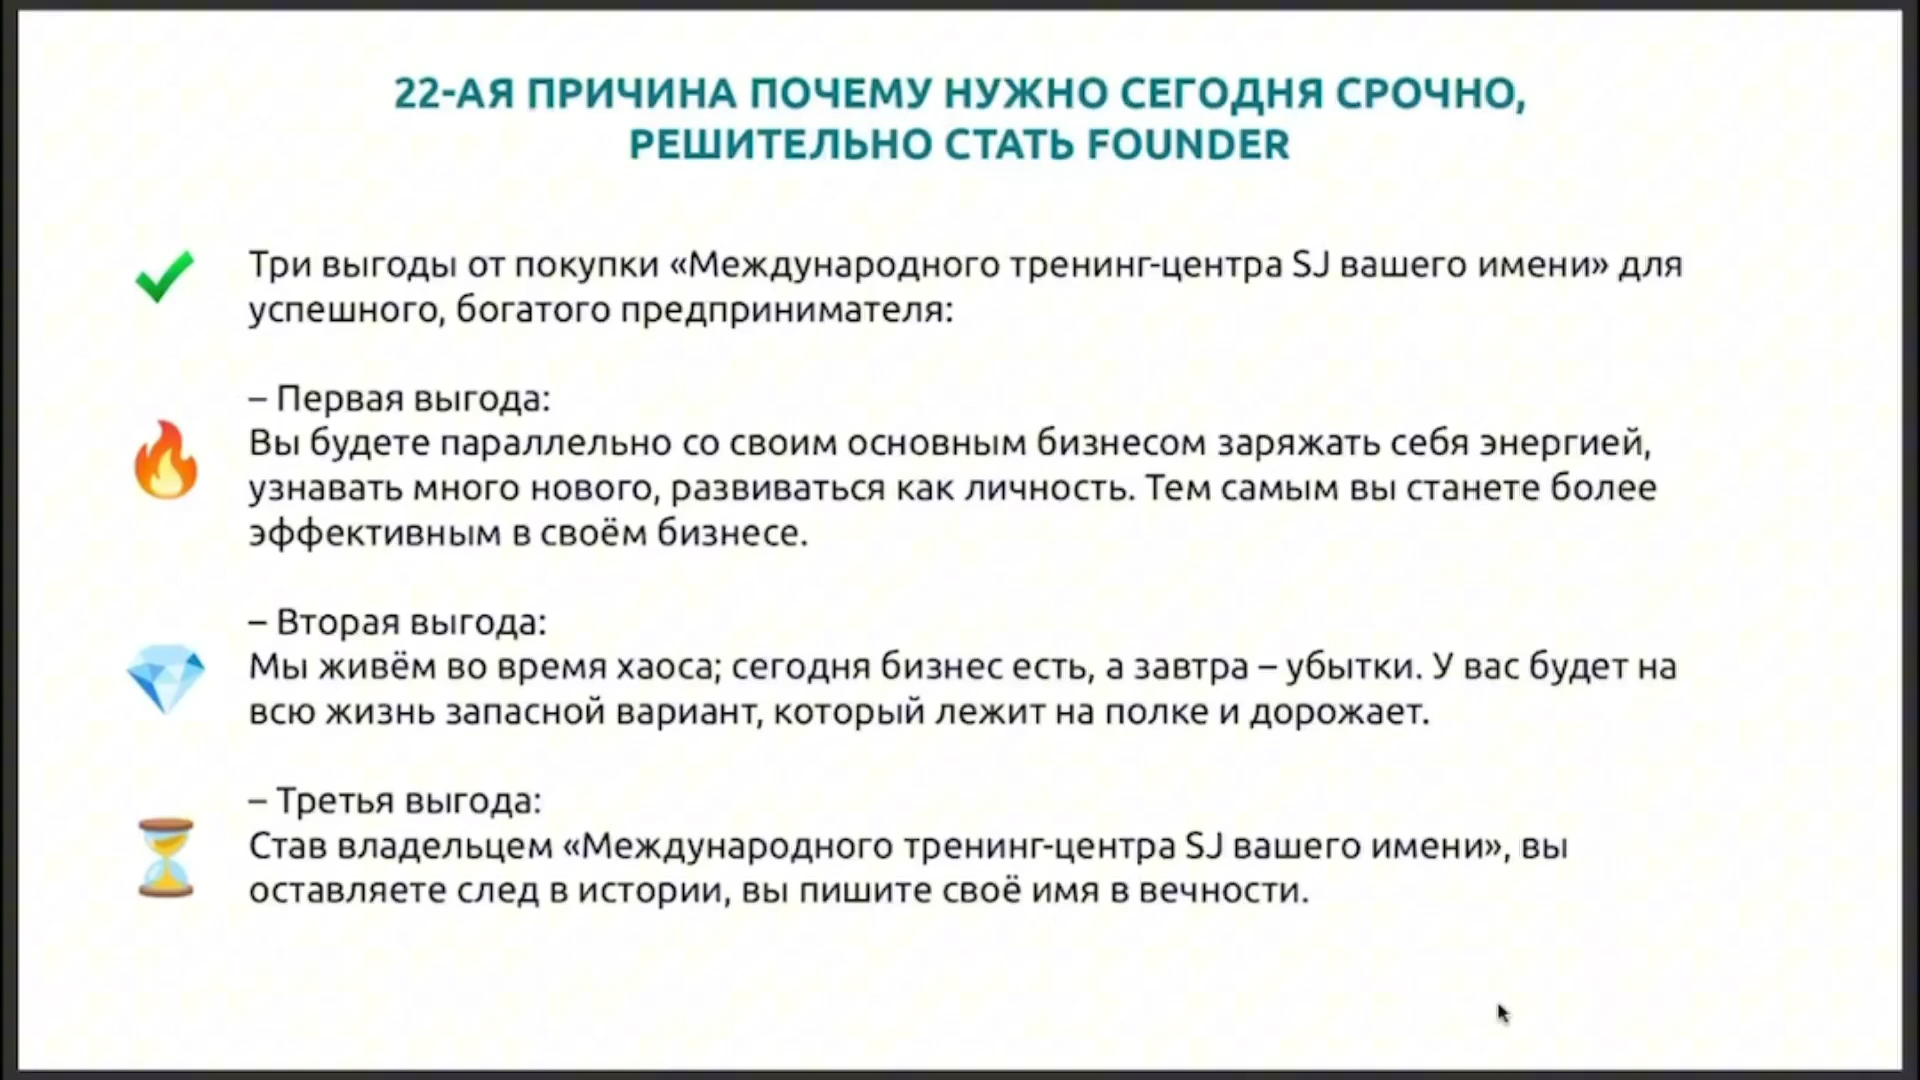 22-АЯ ПРИЧИНА ПОЧЕМУ НУЖНО СЕГОДНЯ СРОЧНО,
РЕШИТЕЛЬНО СТАТЬ FOUNDER
Три выгоды от покупки «Международного тренинг-центра SJ вашего имени» для
успешного, богатого предпринимателя:
– Первая выгода:
Вы будете параллельно со своим основным бизнесом заряжать себя энергией,
узнавать много нового, развиваться как личность. Тем самым вы станете более
эффективным в своём бизнесе.
– Вторая выгода:
Мы живём во время хаоса; сегодня бизнес есть, а завтра – убытки. У вас будет на
всю жизнь запасной вариант, который лежит на полке и дорожает.
– Третья выгода:
Став владельцем «Международного тренинг-центра SJ вашего имени», вы
оставляете след в истории, вы пишите своё имя в вечности.